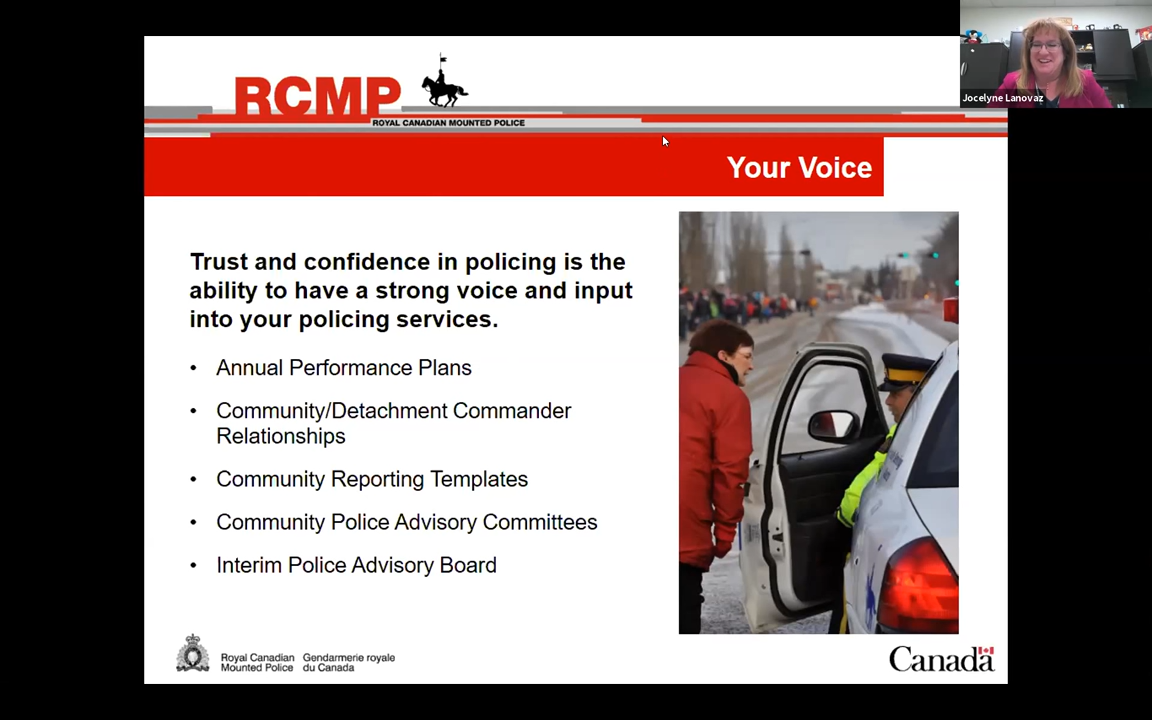 Jocelyne Lanovaz
RCMP
ROYAL CANADIAN MOUNTED POLICE
Your Voice
Trust and confidence in policing is the
ability to have a strong voice and input
into your policing services.
• Annual Performance Plans
• Community/Detachment Commander
Relationships
• Community Reporting Templates
• Community Police Advisory Committees
• Interim Police Advisory Board
Royal Canadian Gendarmerie royale
Mounted Police du Canada
Canada